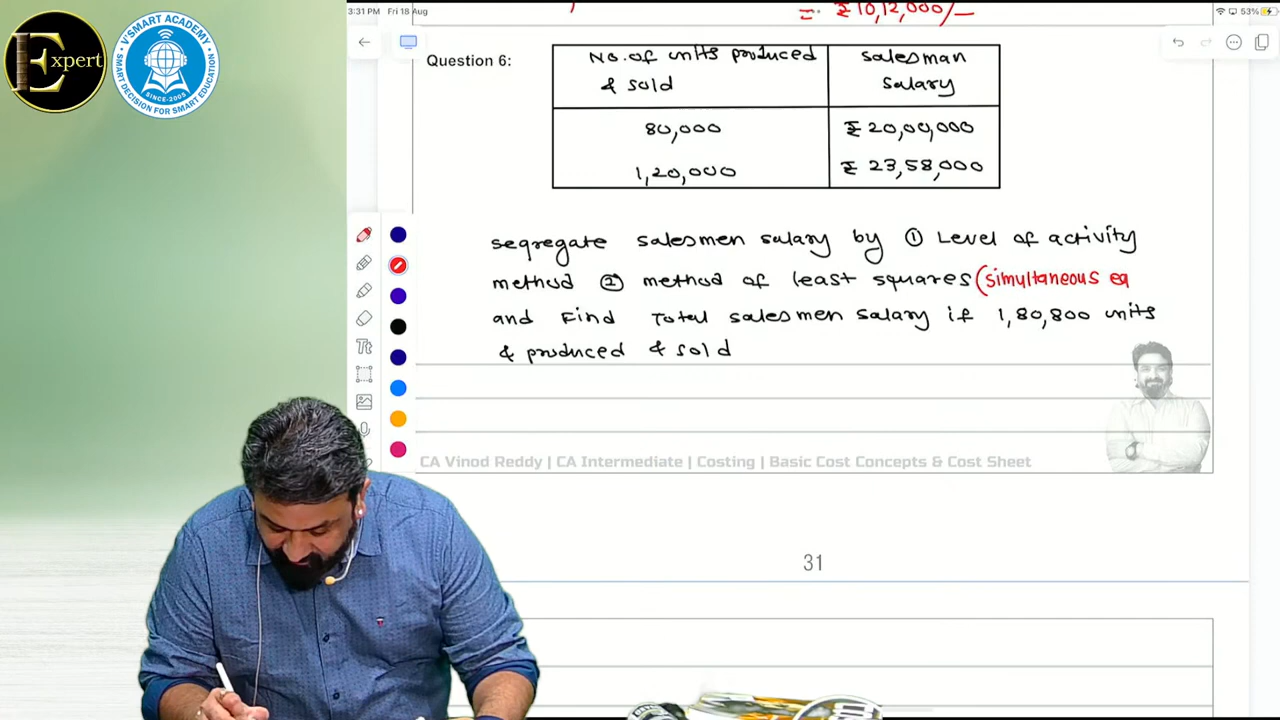 3:31 PM Fri 18 Aug
= ₹10,12,000/-
53%
Expert
V'SMART ACADEMY
SMART DECISION FOR SMART EDUCATION
SINCE-2005
Question 6:
No. of units produced & sold
salesman salary
80,000
₹ 20,00,000
1,20,000
₹ 23,58,000
segregate salesmen salary by ① Level of activity
method ② method of least squares (simultaneous eq
and Find Total salesmen salary if 1,80,800 units
& produced & sold
Tt
CA Vinod Reddy | CA Intermediate | Costing | Basic Cost Concepts & Cost Sheet
31